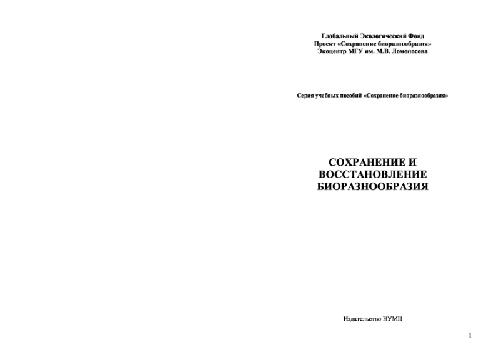 Глобальный Экологический Фонд
Проект «Сохранение биоразнообразия»
Экоцентр МГУ им. М.В. Ломоносова
Серия учебных пособий «Сохранение биоразнообразия»
СОХРАНЕНИЕ И
ВОССТАНОВЛЕНИЕ
БИОРАЗНООБРАЗИЯ
Издательство НУМЦ
1